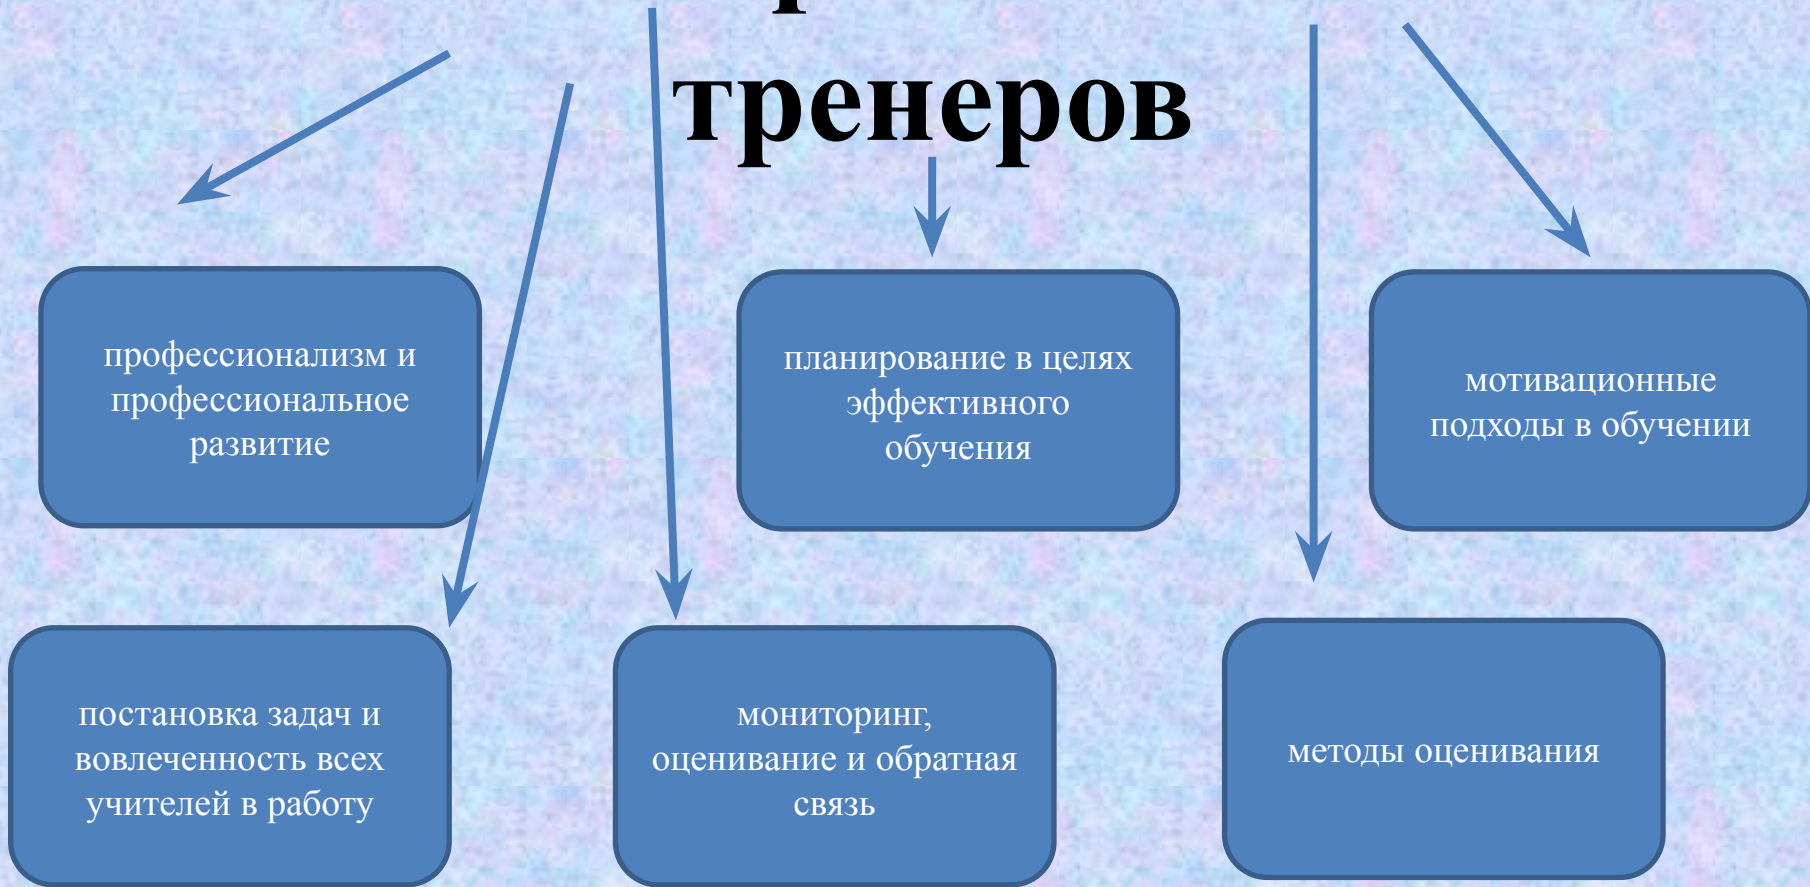 тренеров
профессионализм и
профессиональное
развитие
планирование в целях
эффективного
обучения
мотивационные
подходы в обучении
постановка задач и
вовлеченность всех
учителей в работу
мониторинг,
оценивание и обратная
связь
методы оценивания